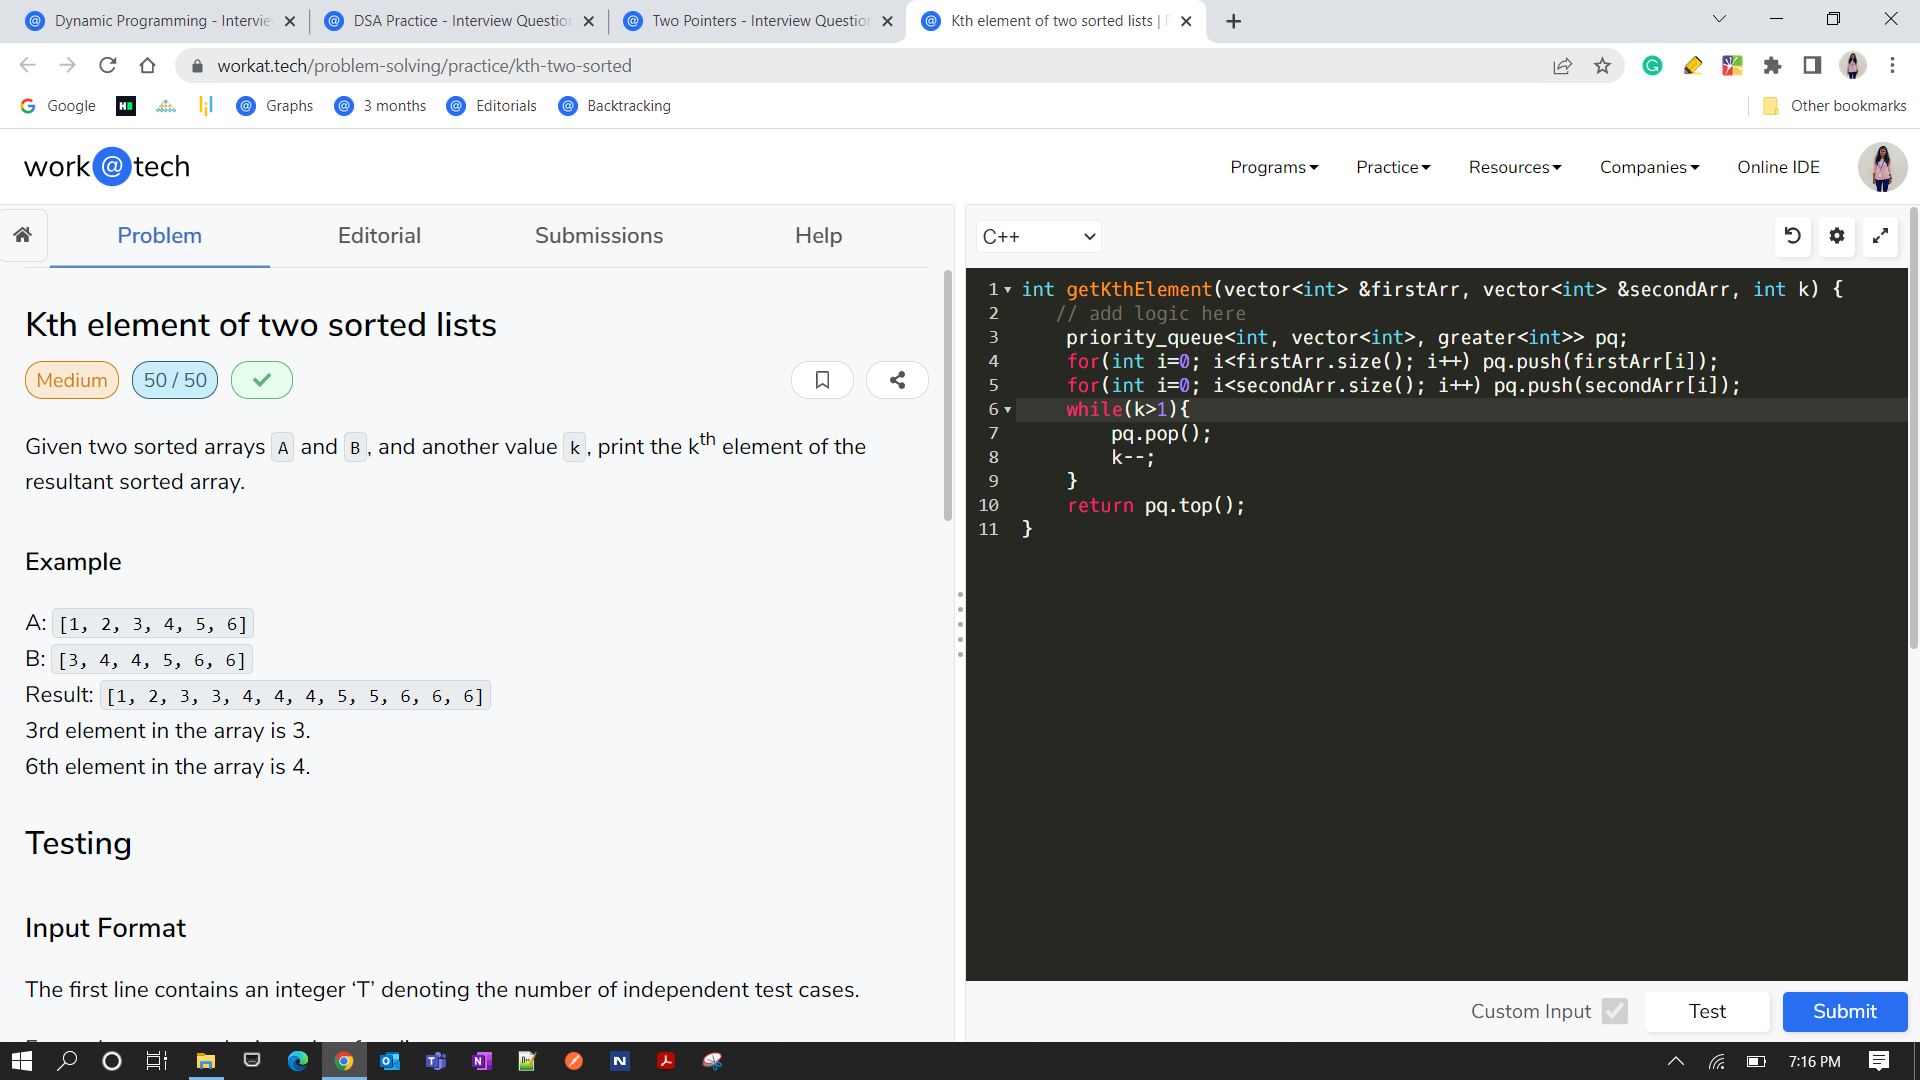 Dynamic Programming - Intervie
DSA Practice - Interview Question
Two Pointers - Interview Question
Kth element of two sorted lists |
workat.tech/problem-solving/practice/kth-two-sorted
Google
Graphs
3 months
Editorials
Backtracking
Other bookmarks
work@tech
Programs
Practice
Resources
Companies
Online IDE
Problem
Editorial
Submissions
Help
Kth element of two sorted lists
Medium
50 / 50
Given two sorted arrays A and B, and another value k, print the kth element of the
resultant sorted array.
Example
A: [1, 2, 3, 4, 5, 6]
B: [3, 4, 4, 5, 6, 6]
Result: [1, 2, 3, 3, 4, 4, 4, 5, 5, 6, 6, 6]
3rd element in the array is 3.
6th element in the array is 4.
Testing
Input Format
The first line contains an integer ‘T’ denoting the number of independent test cases.
C++
1 int getKthElement(vector<int> &firstArr, vector<int> &secondArr, int k) {
2 // add logic here
3 priority_queue<int, vector<int>, greater<int>> pq;
4 for(int i=0; i<firstArr.size(); i++) pq.push(firstArr[i]);
5 for(int i=0; i<secondArr.size(); i++) pq.push(secondArr[i]);
6 while(k>1){
7 pq.pop();
8 k--;
9 }
10 return pq.top();
11 }
Custom Input
Test
Submit
7:16 PM